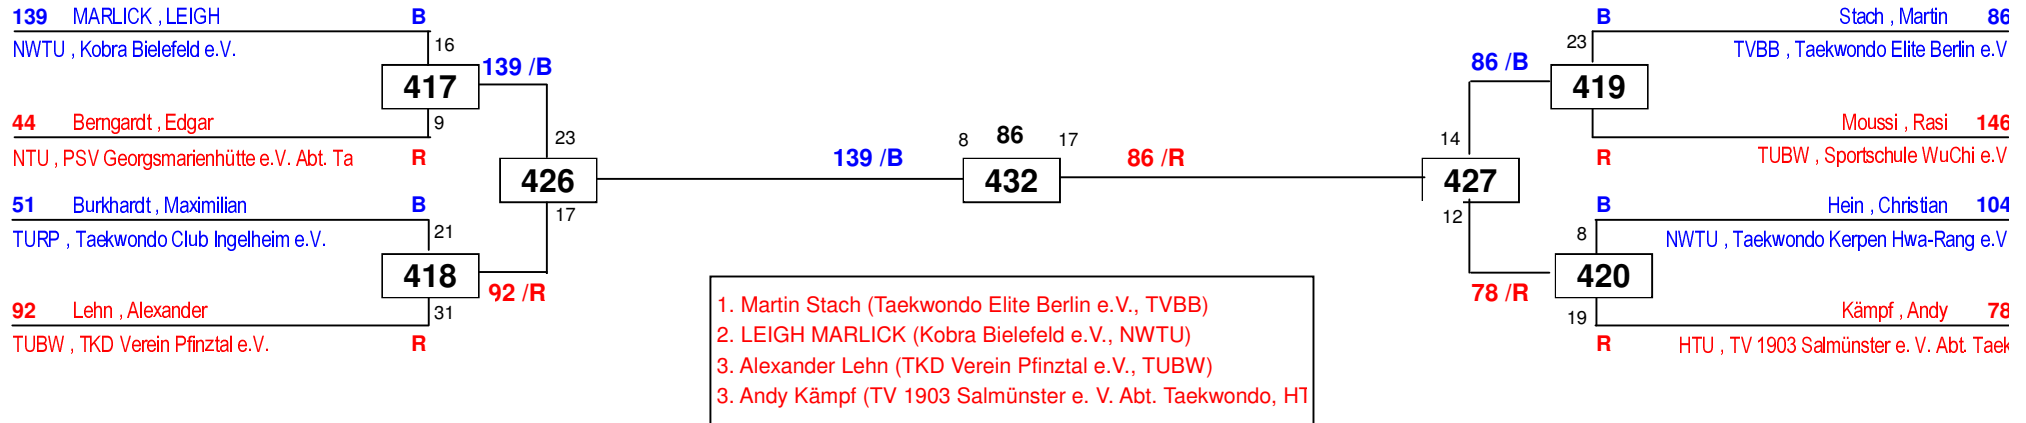 139 MARLICK , LEIGH B
NWTU , Kobra Bielefeld e.V.
16
417
139 /B
9
44 Berngardt , Edgar
NTU , PSV Georgsmarienhütte e.V. Abt. Ta R
23
426
17
51 Burkhardt , Maximilian B
TURP , Taekwondo Club Ingelheim e.V.
21
418
92 /R
31
92 Lehn , Alexander
TUBW , TKD Verein Pfinztal e.V. R
139 /B
8 86 17
432
86 /R
B Stach , Martin 86
TVBB , Taekwondo Elite Berlin e.V
23
86 /B
419
Moussi , Rasi 146
R TUBW , Sportschule WuChi e.V
14
427
12
B Hein , Christian 104
NWTU , Taekwondo Kerpen Hwa-Rang e.V
8
420
78 /R
19
Kämpf , Andy 78
R HTU , TV 1903 Salmünster e. V. Abt. Taek
1. Martin Stach (Taekwondo Elite Berlin e.V., TVBB)
2. LEIGH MARLICK (Kobra Bielefeld e.V., NWTU)
3. Alexander Lehn (TKD Verein Pfinztal e.V., TUBW)
3. Andy Kämpf (TV 1903 Salmünster e. V. Abt. Taekwondo, HT